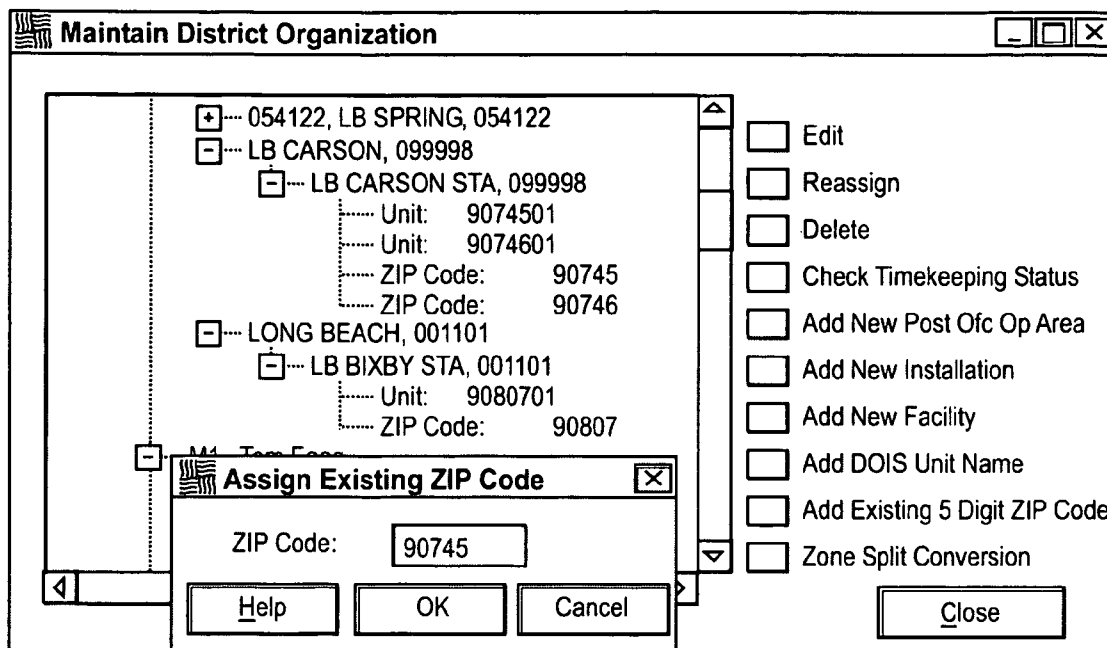 Maintain District Organization
054122, LB SPRING, 054122
LB CARSON, 099998
LB CARSON STA, 099998
Unit: 9074501
Unit: 9074601
ZIP Code: 90745
ZIP Code: 90746
LONG BEACH, 001101
LB BIXBY STA, 001101
Unit: 9080701
ZIP Code: 90807
Edit
Reassign
Delete
Check Timekeeping Status
Add New Post Ofc Op Area
Add New Installation
Add New Facility
Add DOIS Unit Name
Add Existing 5 Digit ZIP Code
Zone Split Conversion
Close
Assign Existing ZIP Code
ZIP Code: 90745
Help
OK
Cancel